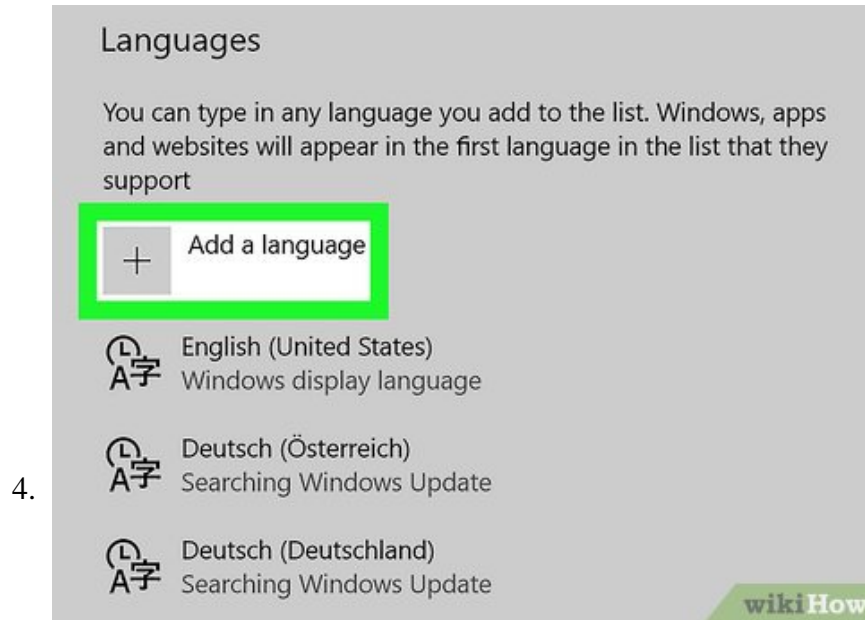 Languages
You can type in any language you add to the list. Windows, apps
and websites will appear in the first language in the list that they
support
+ Add a language
English (United States)
Windows display language
Deutsch (Österreich)
4. Searching Windows Update
Deutsch (Deutschland)
Searching Windows Update
wikiHow